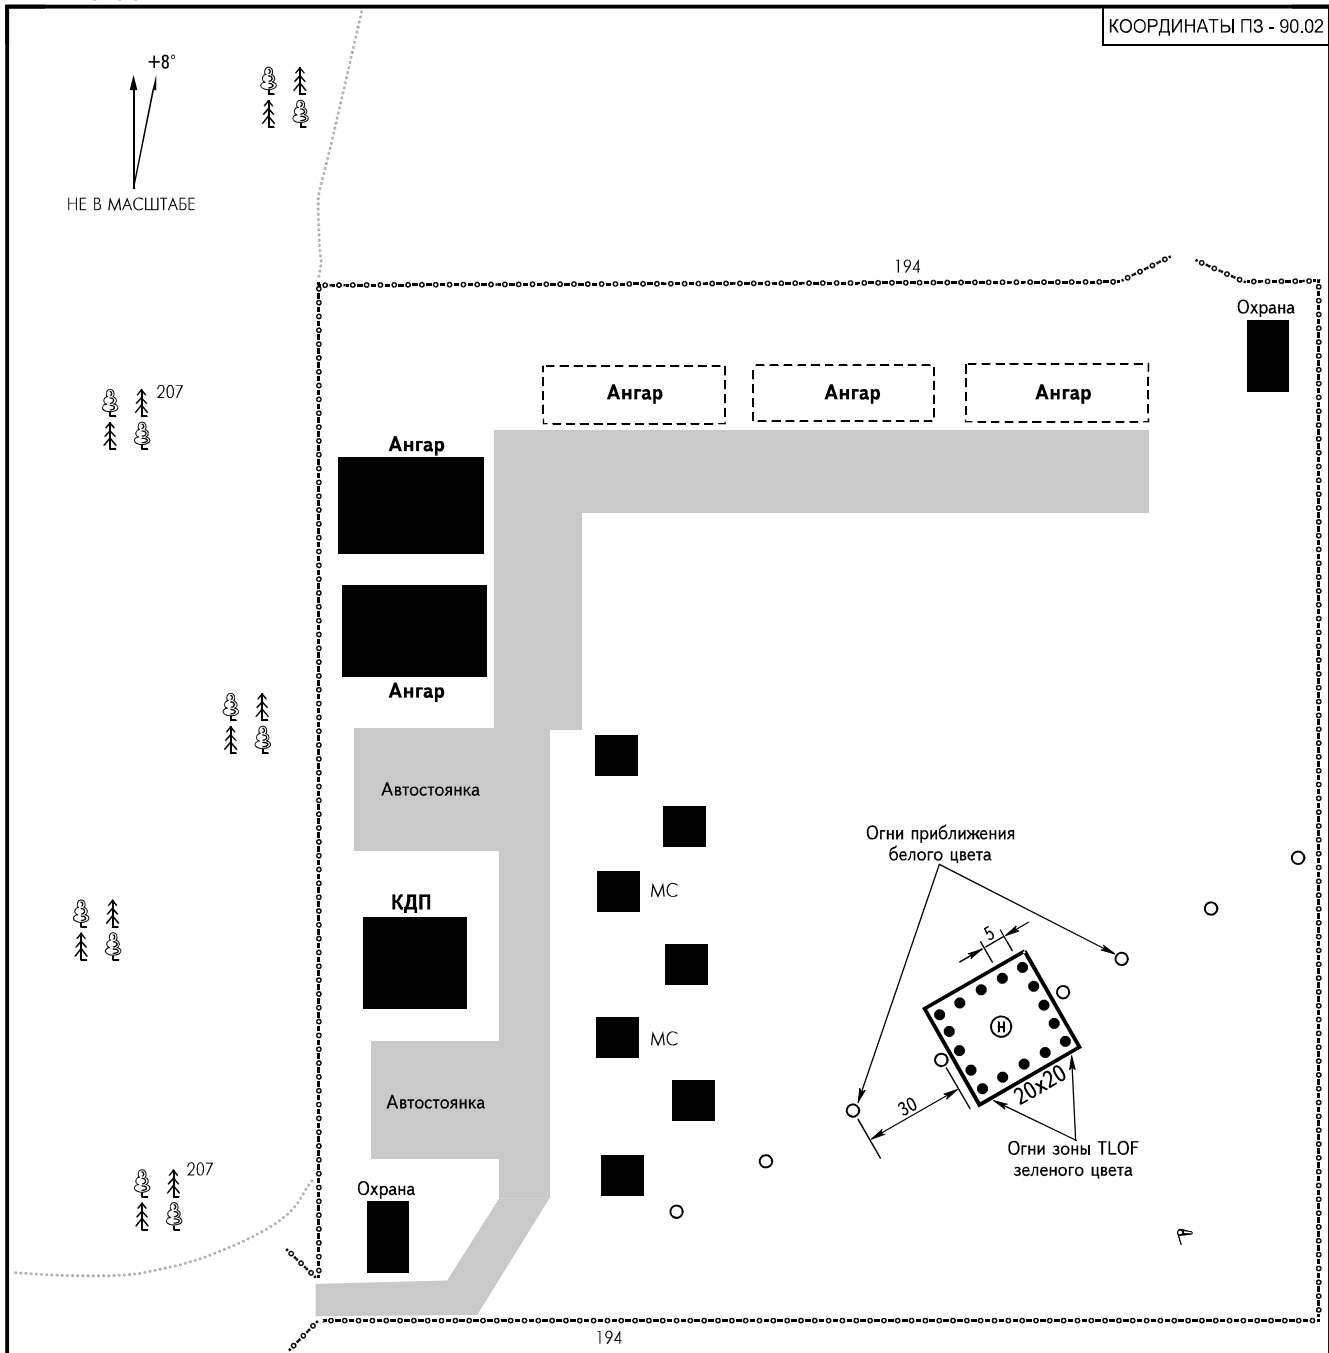 КООРДИНАТЫ ПЗ - 90.02
+8°
НЕ В МАСШТАБЕ
194
Охрана
Ангар
Ангар
Ангар
207
Ангар
Ангар
Автостоянка
Огни приближения
белого цвета
КДП
МС
5
H
МС
20x20
30
Автостоянка
Огни зоны TLOF
зеленого цвета
207
Охрана
194